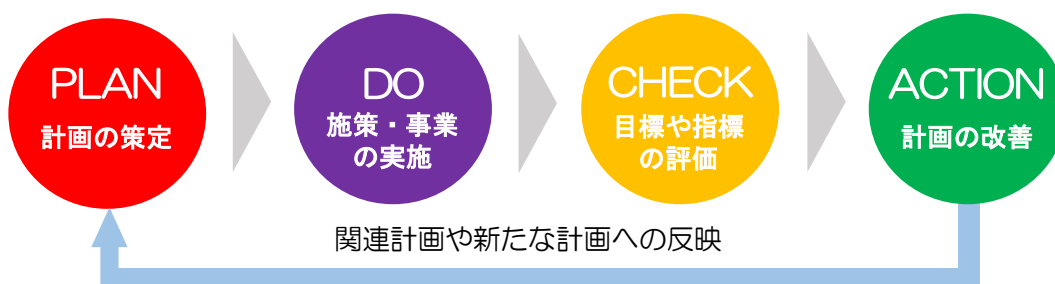 PLAN
計画の策定
DO
施策・事業
の実施
CHECK
目標や指標
の評価
ACTION
計画の改善
関連計画や新たな計画への反映